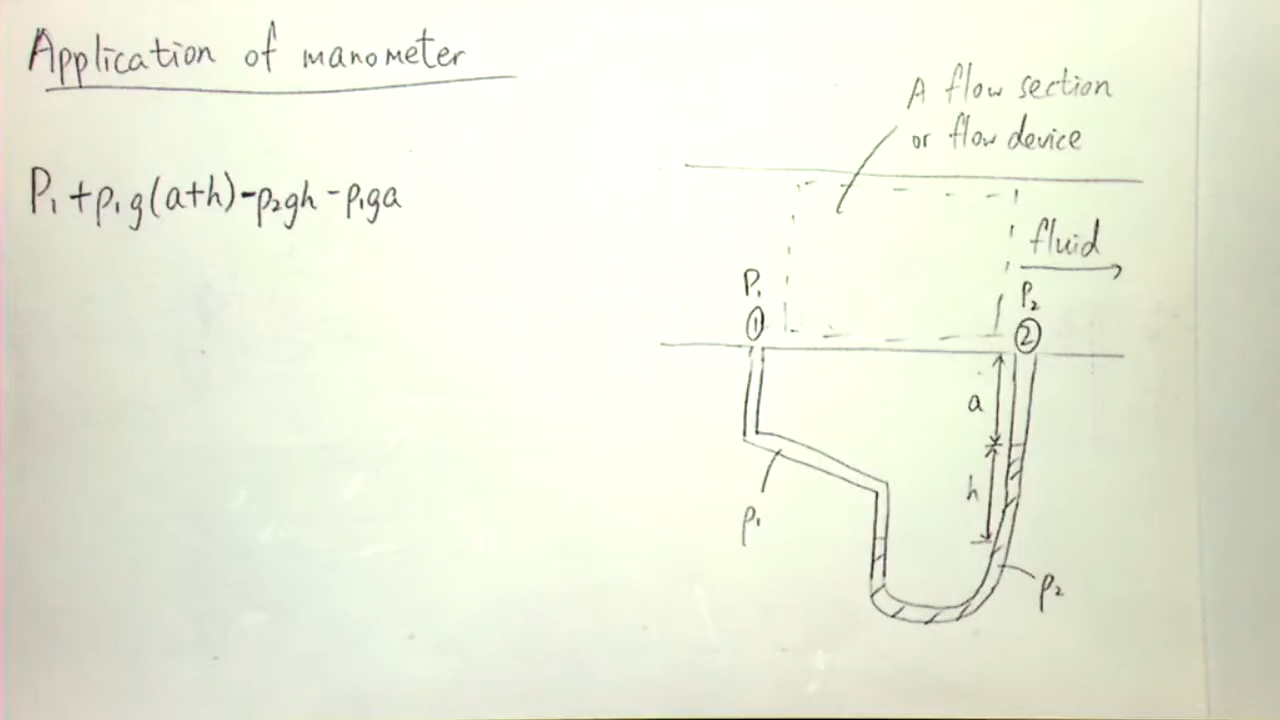 Application of manometer
P₁+ρ₁g(a+h)-ρ₂gh-ρ₁ga
A flow section
or flow device
fluid
P₁
①
P₂
②
a
h
ρ₁
ρ₂